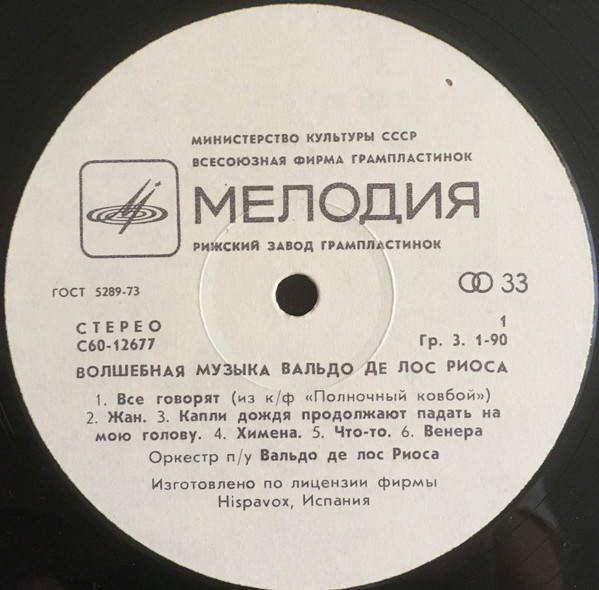 МИНИСТЕРСТВО КУЛЬТУРЫ СССР
ВСЕСОЮЗНАЯ ФИРМА ГРАМПЛАСТИНОК
МЕЛОДИЯ
РИЖСКИЙ ЗАВОД ГРАМПЛАСТИНОК
ГОСТ 5289-73
33
СТЕРЕО
1
С60-12677
Гр. 3. 1-90
ВОЛШЕБНАЯ МУЗЫКА ВАЛЬДО ДЕ ЛОС РИОСА
1. Все говорят (из к/ф «Полночный ковбой»)
2. Жан. 3. Капли дождя продолжают падать на
мою голову. 4. Химена. 5. Что-то. 6. Венера
Оркестр п/у Вальдо де лос Риоса
Изготовлено по лицензии фирмы
Hispavox, Испания